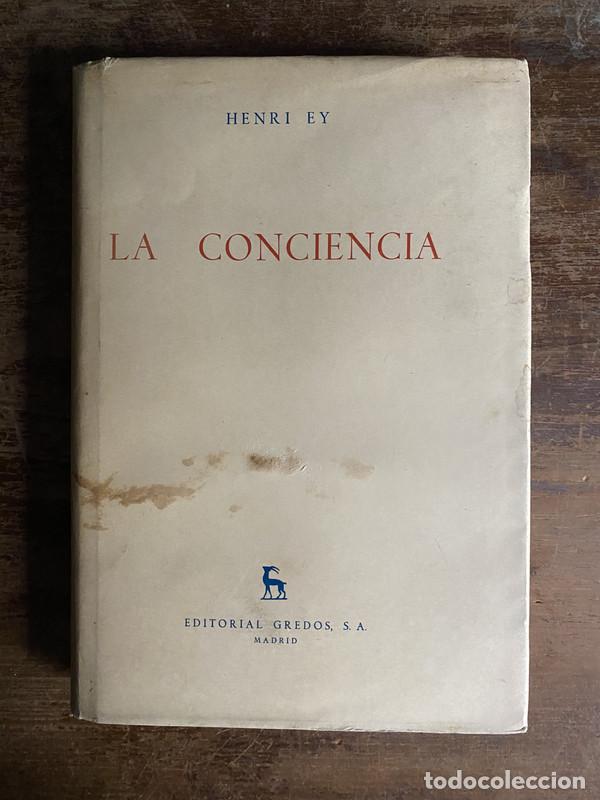 HENRI EY
LA CONCIENCIA
EDITORIAL GREDOS, S. A.
MADRID
todocoleccion